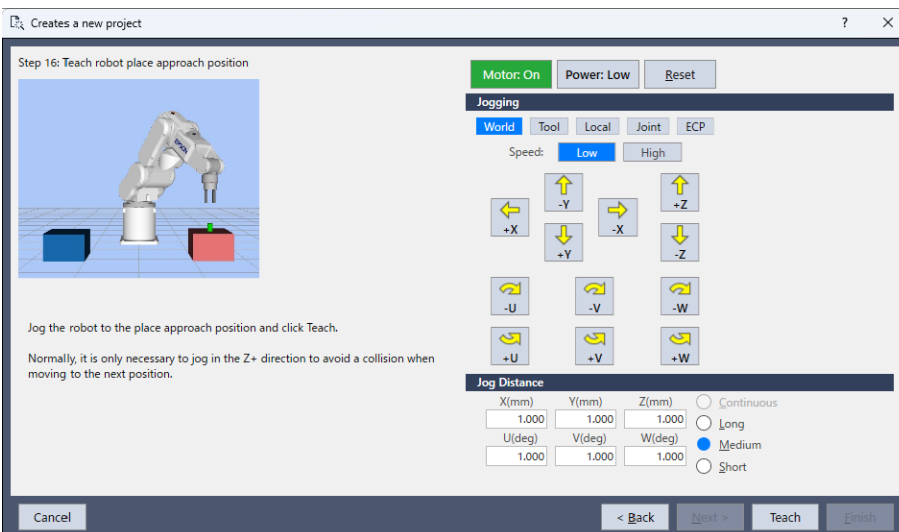 Creates a new project
?
Step 16: Teach robot place approach position
EPSON
Jog the robot to the place approach position and click Teach.
Normally, it is only necessary to jog in the Z+ direction to avoid a collision when
moving to the next position.
Motor: On Power: Low Reset
Jogging
World Tool Local Joint ECP
Speed: Low High
-Y +Z
+X -X
+Y -Z
-U -V -W
+U +V +W
Jog Distance
X(mm) Y(mm) Z(mm) Continuous
1.000 1.000 1.000 Long
U(deg) V(deg) W(deg) Medium
1.000 1.000 1.000 Short
Cancel < Back Next > Teach Finish